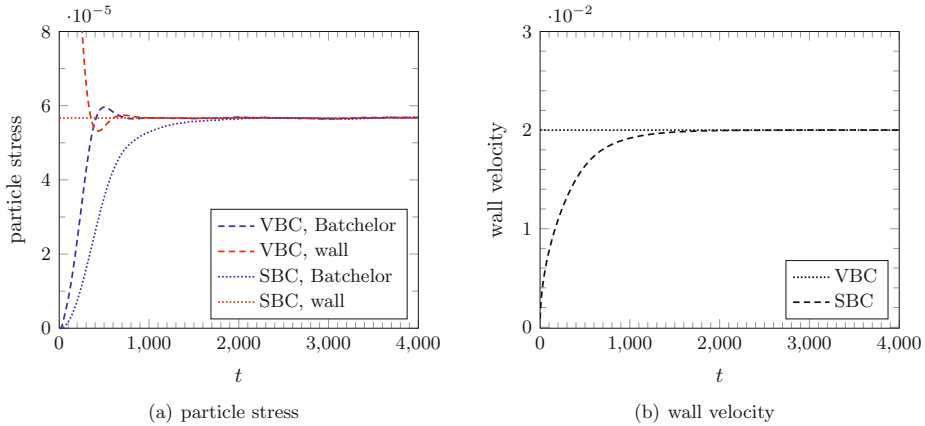 ·10⁻⁵
8
6
4
2
0
particle stress
0
1,000
2,000
3,000
4,000
t
VBC, Batchelor
VBC, wall
SBC, Batchelor
SBC, wall
(a) particle stress
·10⁻²
3
2
1
0
wall velocity
0
1,000
2,000
3,000
4,000
t
VBC
SBC
(b) wall velocity